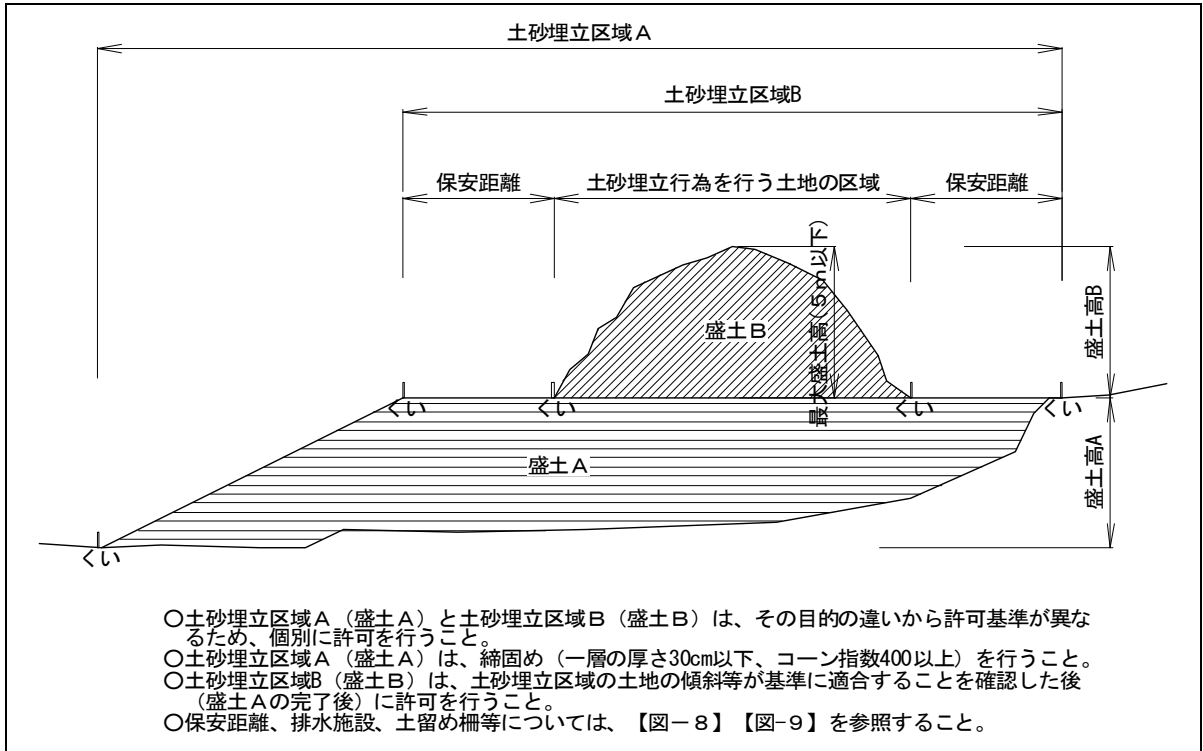 土砂埋立区域A
土砂埋立区域B
保安距離
土砂埋立行為を行う土地の区域
保安距離
最大盛土高(5m以下)
盛土B
盛土高B
くい
くい
くい
くい
盛土A
盛土高A
くい
○土砂埋立区域A(盛土A)と土砂埋立区域B(盛土B)は、その目的の違いから許可基準が異な
るため、個別に許可を行うこと。
○土砂埋立区域A(盛土A)は、締固め(一層の厚さ30cm以下、コーン指数400以上)を行うこと。
○土砂埋立区域B(盛土B)は、土砂埋立区域の土地の傾斜等が基準に適合することを確認した後
(盛土Aの完了後)に許可を行うこと。
○保安距離、排水施設、土留め柵等については、【図-8】【図-9】を参照すること。